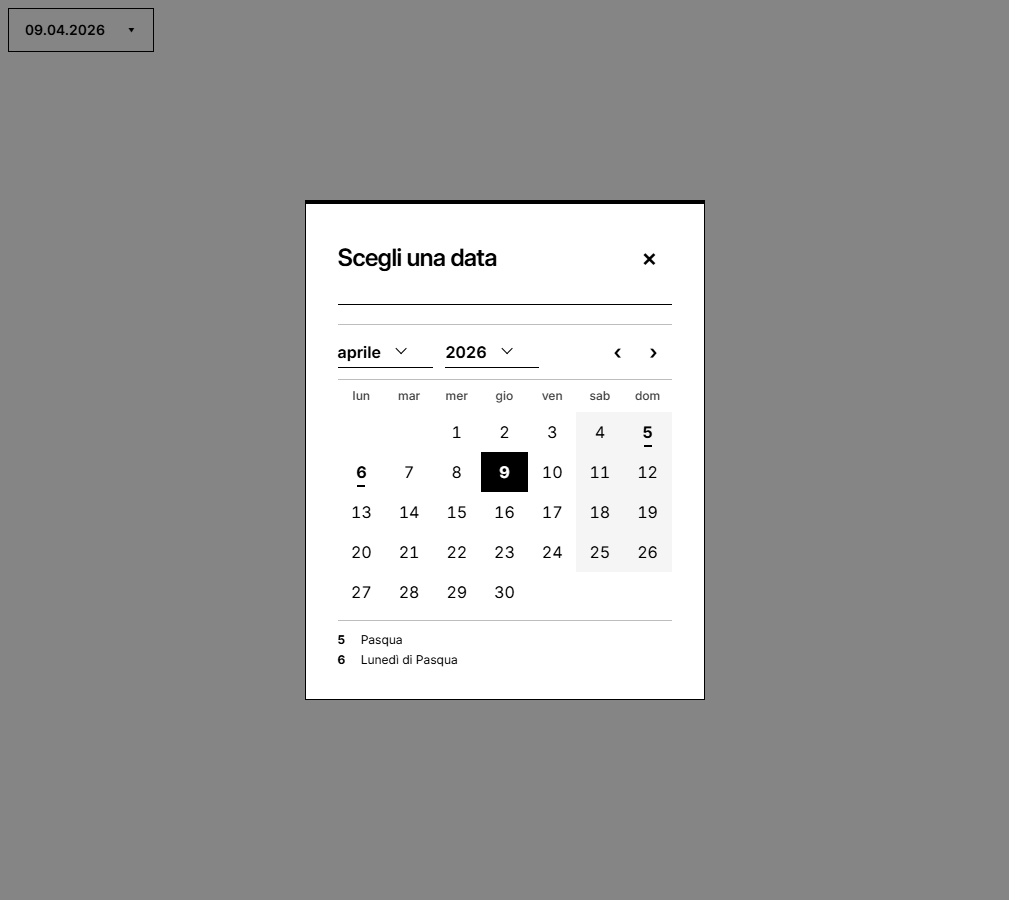 09.04.2026 ▾
Scegli una data ×
aprile 2026 ‹ ›
lun mar mer gio ven sab dom
1 2 3 4 5
6 7 8 9 10 11 12
13 14 15 16 17 18 19
20 21 22 23 24 25 26
27 28 29 30
5 Pasqua
6 Lunedì di Pasqua